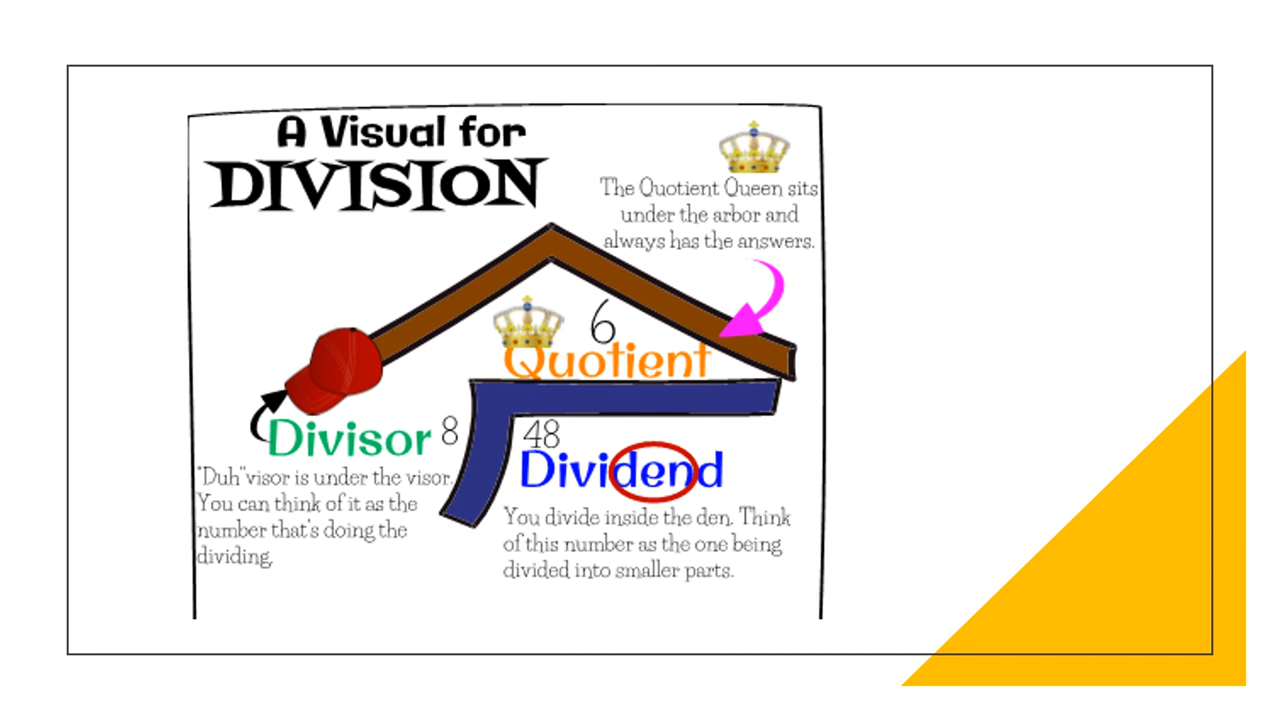 A Visual for
DIVISION
The Quotient Queen sits
under the arbor and
always has the answers.
6
Quotient
Divisor 8
48
Dividend
"Duh"visor is under the visor.
You can think of it as the
number that's doing the
dividing.
You divide inside the den. Think
of this number as the one being
divided into smaller parts.